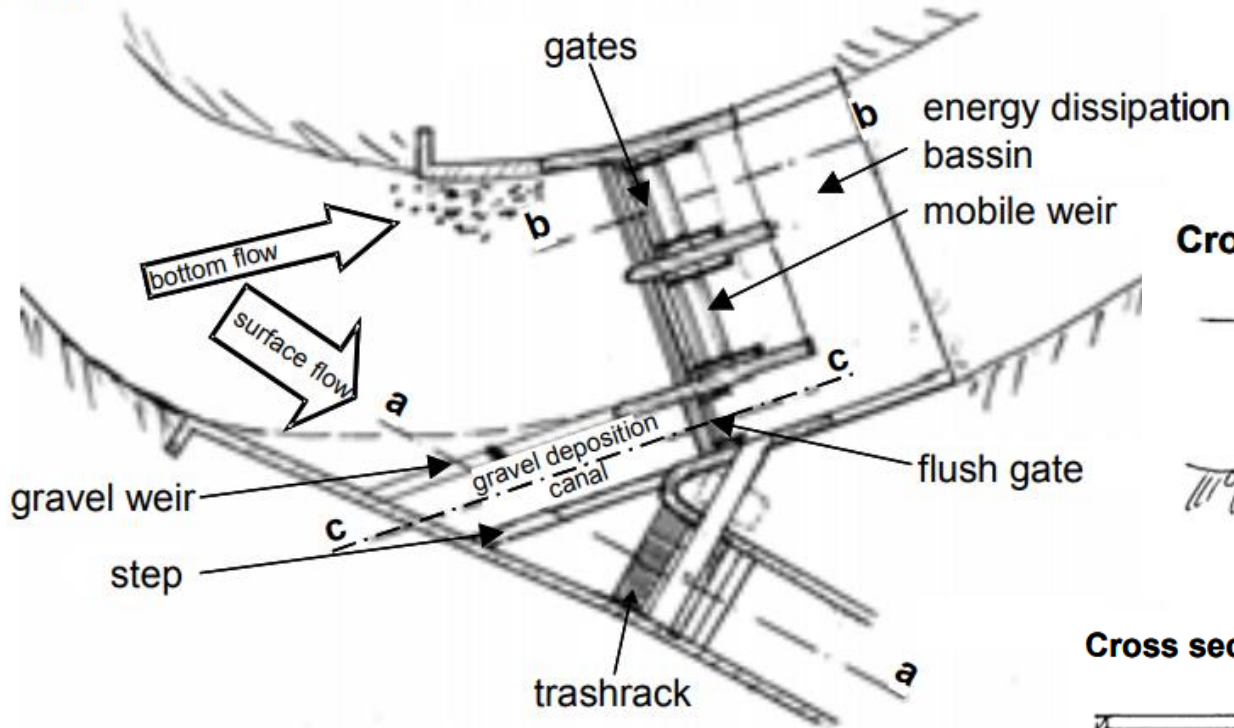 gates
b
energy dissipation
bassin
mobile weir
b
Cro
bottom flow
surface flow
a
c
gravel deposition
canal
gravel weir
flush gate
c
step
trashrack
a
Cross sec